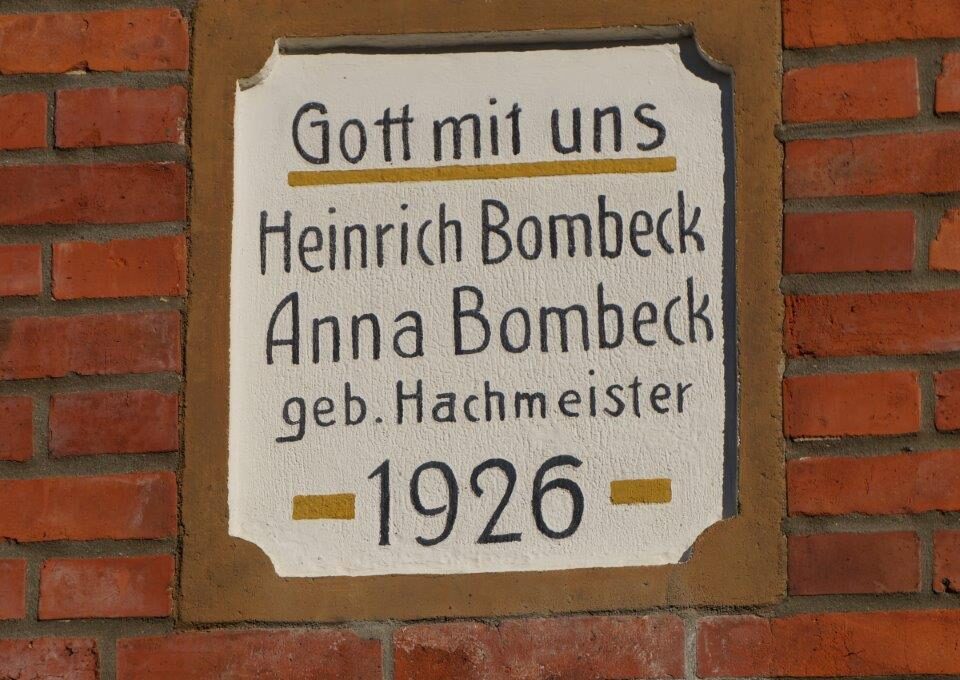 Gott mit uns
Heinrich Bombeck
Anna Bombeck
geb. Hachmeister
1926